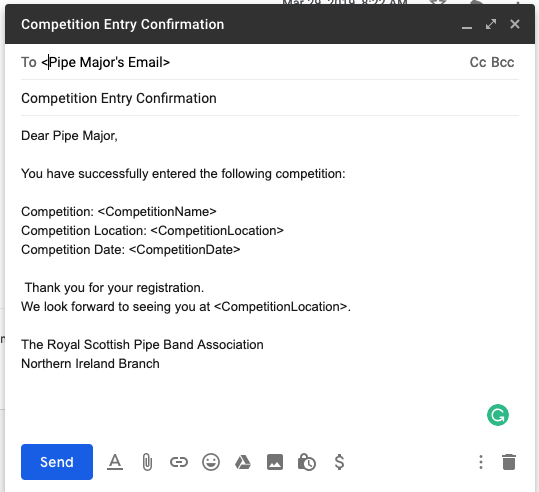 Mar 29, 2019, 8:27 AM
Competition Entry Confirmation
To <Pipe Major's Email> Cc Bcc
Competition Entry Confirmation
Dear Pipe Major,
You have successfully entered the following competition:
Competition: <CompetitionName>
Competition Location: <CompetitionLocation>
Competition Date: <CompetitionDate>
Thank you for your registration.
We look forward to seeing you at <CompetitionLocation>.
The Royal Scottish Pipe Band Association
Northern Ireland Branch
Send